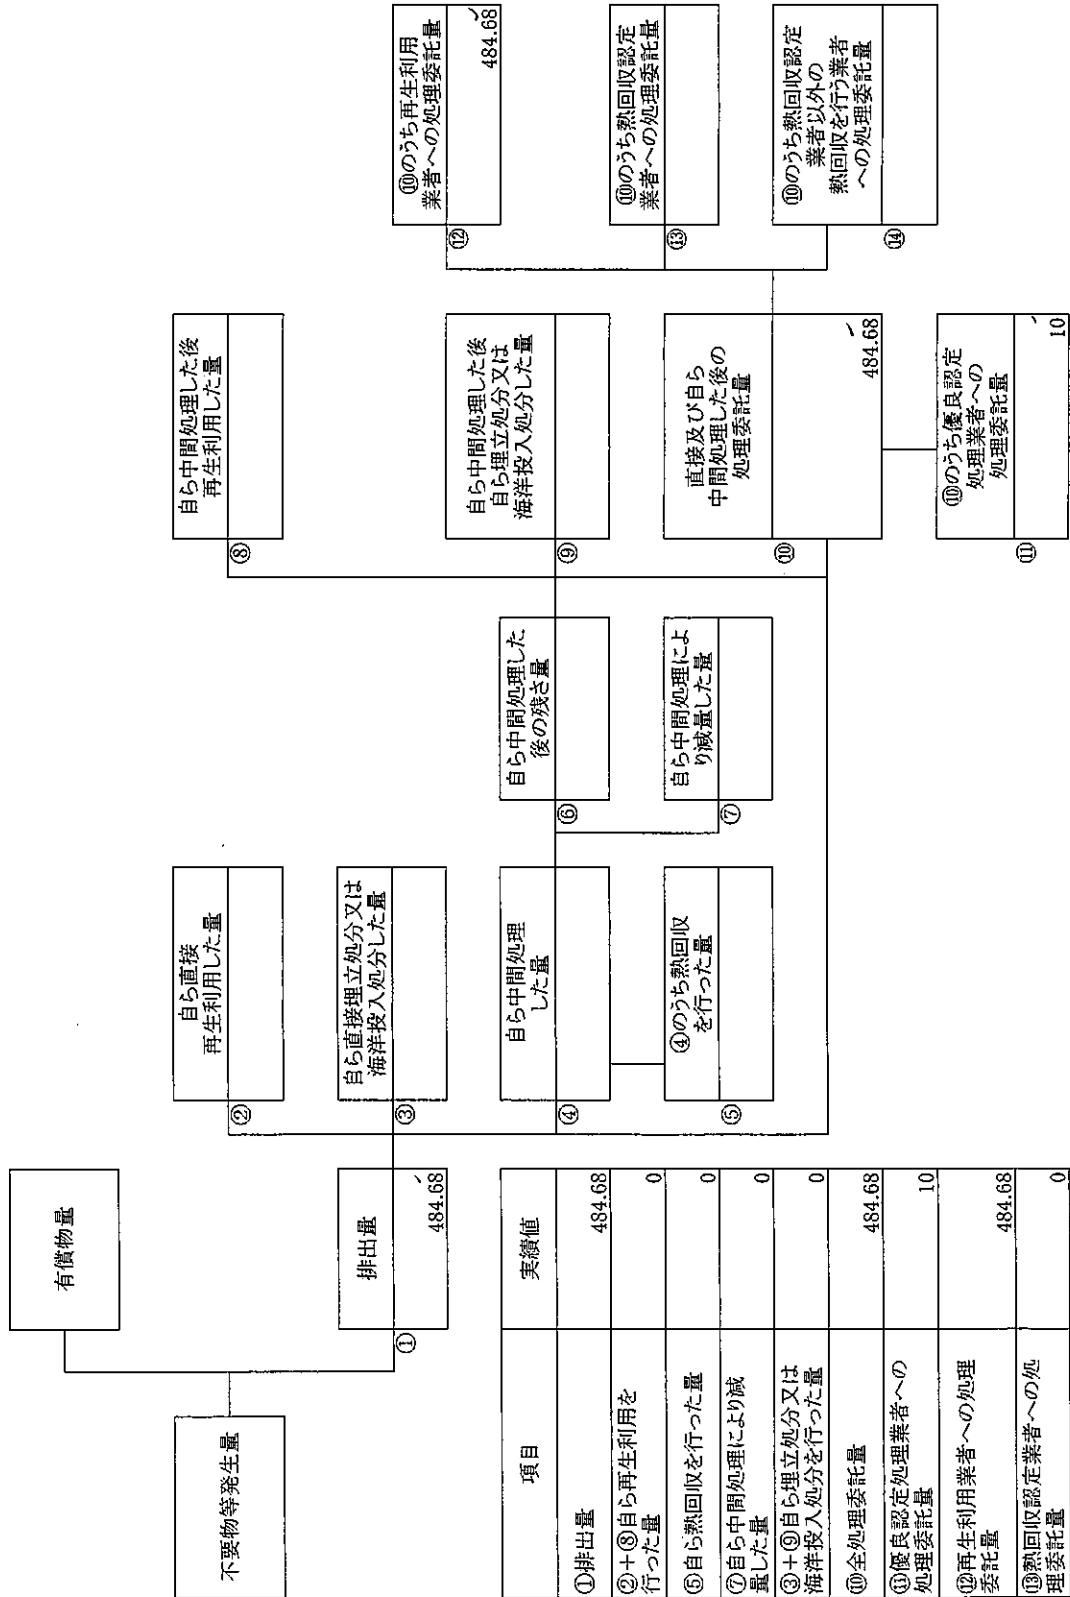 不要物等発生量
有償物量
①
排出量
484.68
②
自ら直接
再生利用した量
③
自ら直接埋立処分又は
海洋投入処分した量
④
自ら中間処理
した量
⑤
④のうち熱回収
を行った量
⑥
自ら中間処理した
後の残さ量
⑦
自ら中間処理によ
り減量した量
⑧
自ら中間処理した後
再生利用した量
⑨
自ら中間処理した後
自ら埋立処分又は
海洋投入処分した量
⑩
直接及び自ら
中間処理した後の
処理委託量
484.68
⑪
⑩のうち優良認定
処理業者への
処理委託量
10
⑫
⑩のうち再生利用
業者への処理委託量
484.68
⑬
⑩のうち熱回収認定
業者への処理委託量
⑭
⑩のうち熱回収認定
業者以外の
熱回収を行う業者
への処理委託量
項目 実績値
①排出量 484.68
②+⑧自ら再生利用を
行った量 0
⑤自ら熱回収を行った量 0
⑦自ら中間処理により減
量した量 0
③+⑨自ら埋立処分又は
海洋投入処分を行った量 0
⑩全処理委託量 484.68
⑪優良認定処理業者への
処理委託量 10
⑫再生利用業者への処理
委託量 484.68
⑬熱回収認定業者への処
理委託量 0